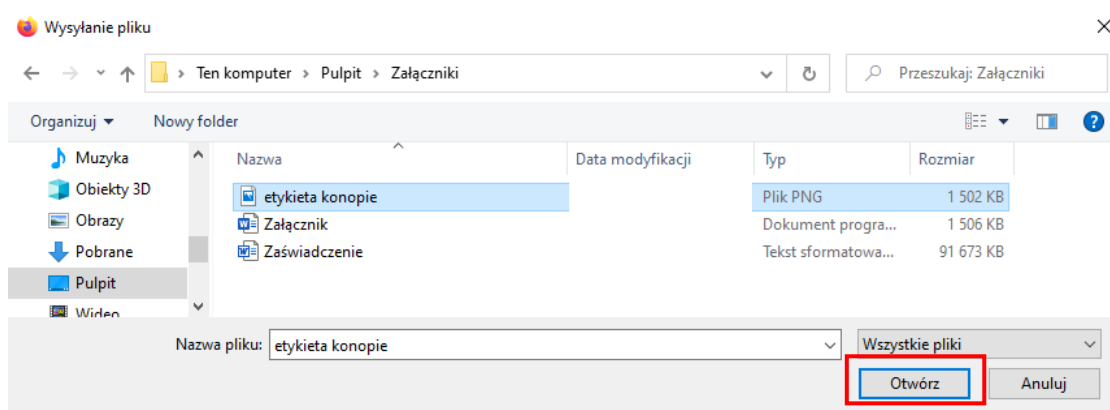 Wysyłanie pliku
Ten komputer > Pulpit > Załączniki
Przeszukaj: Załączniki
Organizuj
Nowy folder
Nazwa
Data modyfikacji
Typ
Rozmiar
Muzyka
Obiekty 3D
Obrazy
Pobrane
Pulpit
Wideo
etykieta konopie
Plik PNG
1 502 KB
Załącznik
Dokument progra...
1 506 KB
Zaświadczenie
Tekst sformatowa...
91 673 KB
Nazwa pliku:
etykieta konopie
Wszystkie pliki
Otwórz
Anuluj